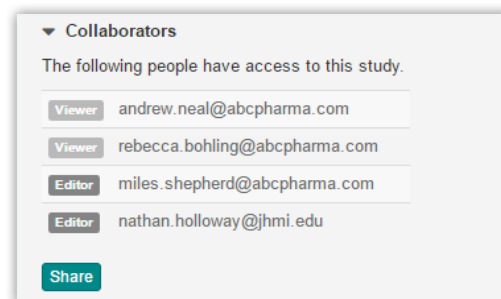 Collaborators
The following people have access to this study.
Viewer andrew.neal@abcpharma.com
Viewer rebecca.bohling@abcpharma.com
Editor miles.shepherd@abcpharma.com
Editor nathan.holloway@jhmi.edu
Share